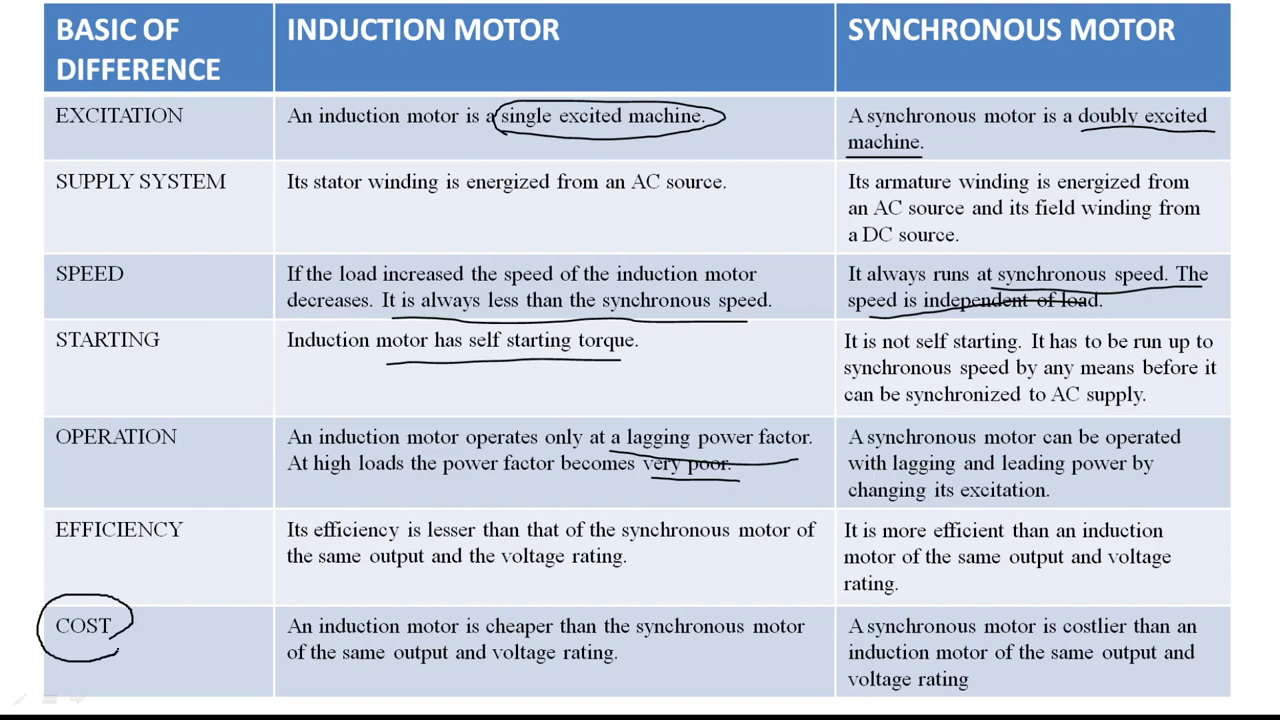 BASIC OF
DIFFERENCE
INDUCTION MOTOR
SYNCHRONOUS MOTOR
EXCITATION
An induction motor is a single excited machine.
A synchronous motor is a doubly excited
machine.
SUPPLY SYSTEM
Its stator winding is energized from an AC source.
Its armature winding is energized from
an AC source and its field winding from
a DC source.
SPEED
If the load increased the speed of the induction motor
decreases. It is always less than the synchronous speed.
It always runs at synchronous speed. The
speed is independent of load.
STARTING
Induction motor has self starting torque.
It is not self starting. It has to be run up to
synchronous speed by any means before it
can be synchronized to AC supply.
OPERATION
An induction motor operates only at a lagging power factor.
At high loads the power factor becomes very poor.
A synchronous motor can be operated
with lagging and leading power by
changing its excitation.
EFFICIENCY
Its efficiency is lesser than that of the synchronous motor of
the same output and the voltage rating.
It is more efficient than an induction
motor of the same output and voltage
rating.
COST
An induction motor is cheaper than the synchronous motor
of the same output and voltage rating.
A synchronous motor is costlier than an
induction motor of the same output and
voltage rating